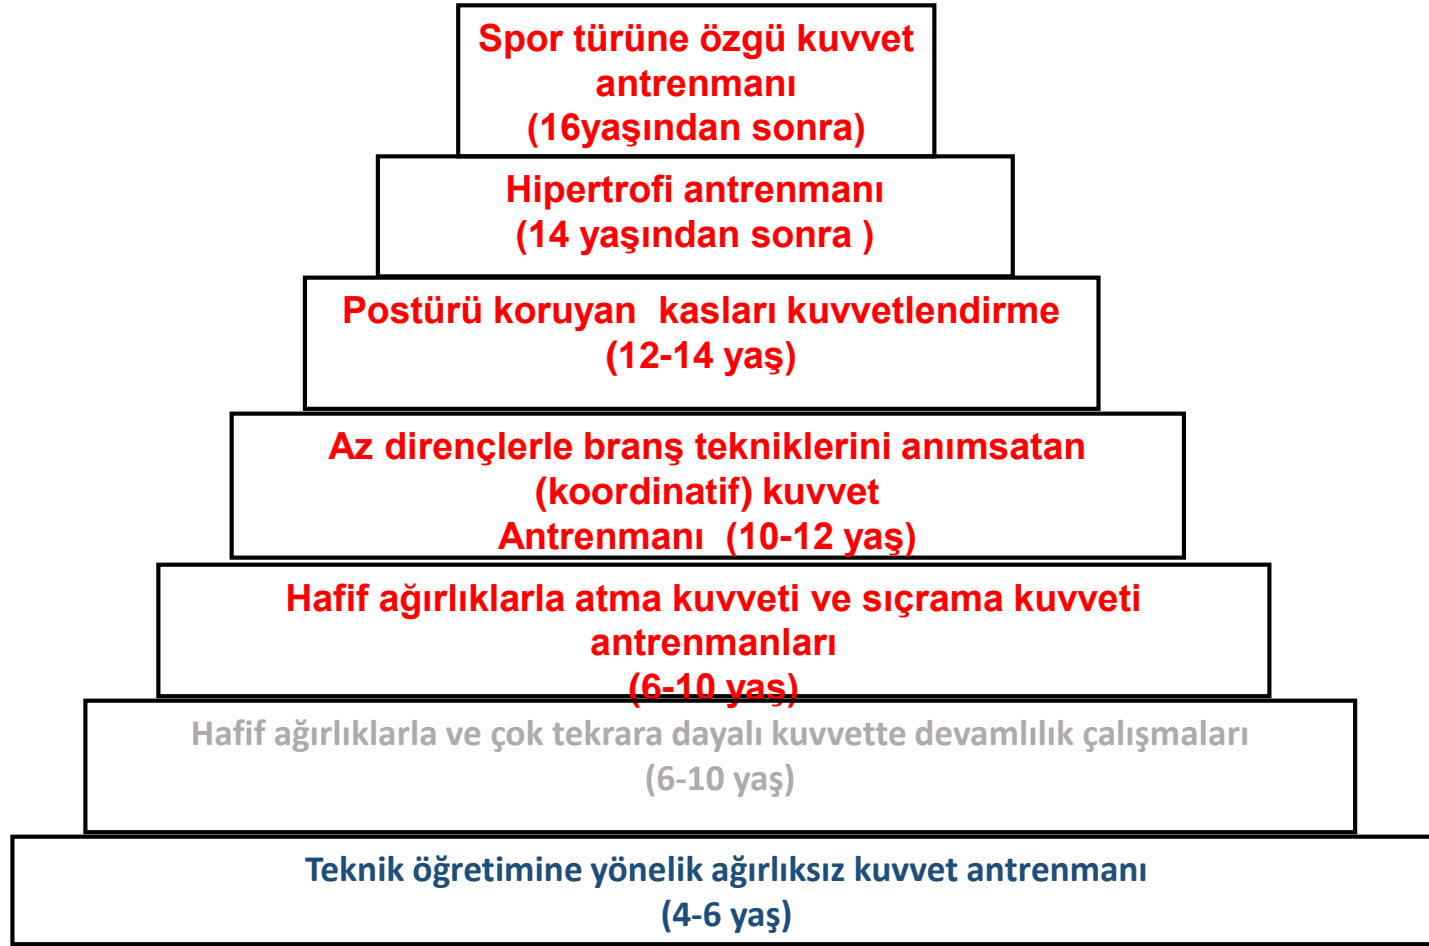 Spor türüne özgü kuvvet
antrenmanı
(16yaşından sonra)
Hipertrofi antrenmanı
(14 yaşından sonra )
Postürü koruyan  kasları kuvvetlendirme
(12-14 yaş)
Az dirençlerle branş tekniklerini anımsatan
(koordinatif) kuvvet
Antrenmanı  (10-12 yaş)
Hafif ağırlıklarla atma kuvveti ve sıçrama kuvveti
antrenmanları
(6-10 yaş)
Hafif ağırlıklarla ve çok tekrara dayalı kuvvette devamlılık çalışmaları
(6-10 yaş)
Teknik öğretimine yönelik ağırlıksız kuvvet antrenmanı
(4-6 yaş)